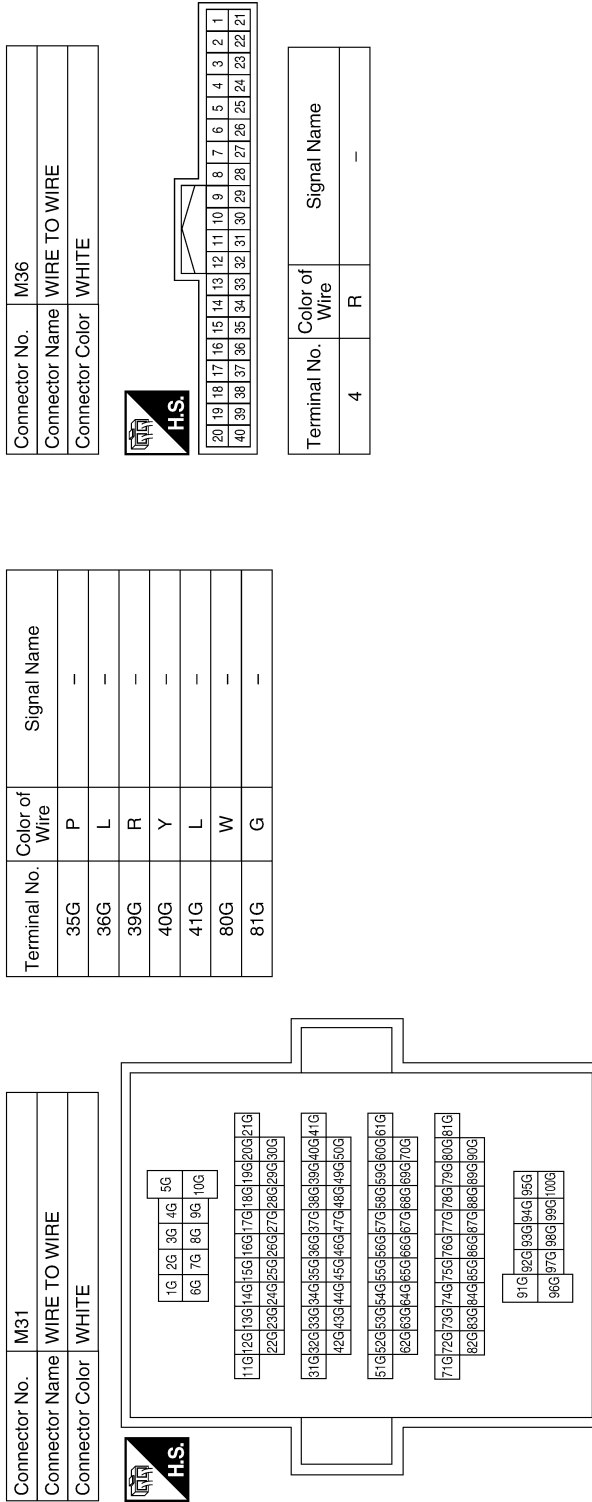 Connector No. M31
Connector Name WIRE TO WIRE
Connector Color WHITE
H.S.
1G 2G 3G 4G 5G
6G 7G 8G 9G 10G
11G 12G 13G 14G 15G 16G 17G 18G 19G 20G 21G
22G 23G 24G 25G 26G 27G 28G 29G 30G
31G 32G 33G 34G 35G 36G 37G 38G 39G 40G 41G
42G 43G 44G 45G 46G 47G 48G 49G 50G
51G 52G 53G 54G 55G 56G 57G 58G 59G 60G 61G
62G 63G 64G 65G 66G 67G 68G 69G 70G
71G 72G 73G 74G 75G 76G 77G 78G 79G 80G 81G
82G 83G 84G 85G 86G 87G 88G 89G 90G
91G 92G 93G 94G 95G
96G 97G 98G 99G 100G
Terminal No. Color of Wire Signal Name
35G P –
36G L –
39G R –
40G Y –
41G L –
80G W –
81G G –
Connector No. M36
Connector Name WIRE TO WIRE
Connector Color WHITE
H.S.
20 19 18 17 16 15 14 13 12 11 10 9 8 7 6 5 4 3 2 1
40 39 38 37 36 35 34 33 32 31 30 29 28 27 26 25 24 23 22 21
Terminal No. Color of Wire Signal Name
4 R –